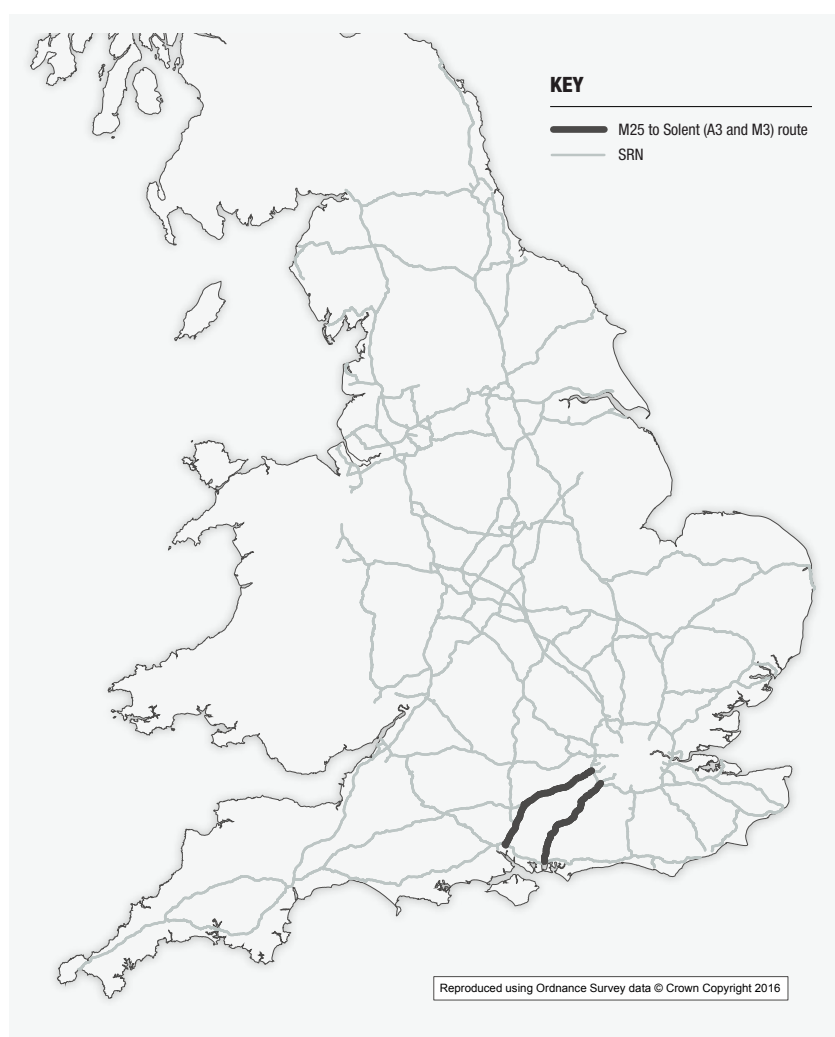 KEY
M25 to Solent (A3 and M3) route
SRN
Reproduced using Ordnance Survey data © Crown Copyright 2016